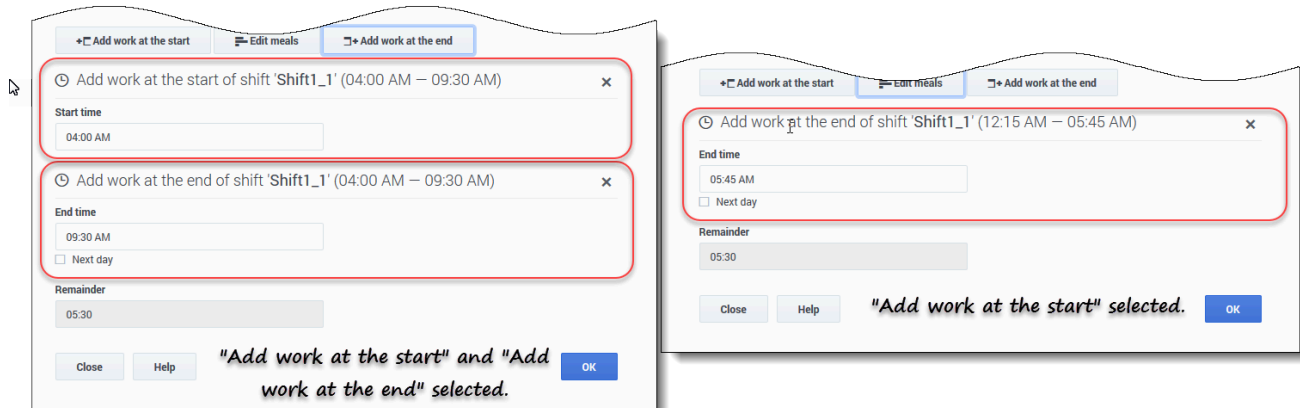 Add work at the start
Edit meals
Add work at the end
Add work at the start of shift 'Shift1_1' (04:00 AM — 09:30 AM)
Start time
04:00 AM
Add work at the end of shift 'Shift1_1' (04:00 AM — 09:30 AM)
End time
09:30 AM
Next day
Remainder
05:30
Close
Help
"Add work at the start" and "Add
work at the end" selected.
OK
Add work at the start
Edit meals
Add work at the end
Add work at the end of shift 'Shift1_1' (12:15 AM — 05:45 AM)
End time
05:45 AM
Next day
Remainder
05:30
Close
Help
"Add work at the start" selected.
OK